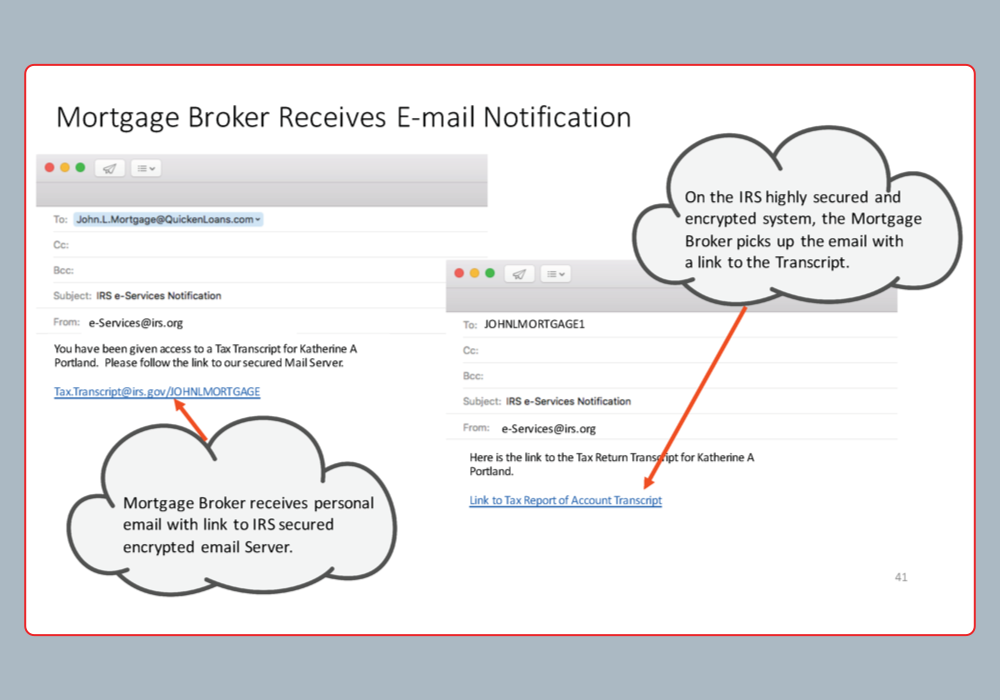 Mortgage Broker Receives E-mail Notification
To: John.L.Mortgage@QuickenLoans.com
Cc:
Bcc:
Subject: IRS e-Services Notification
From: e-Services@irs.org
You have been given access to a Tax Transcript for Katherine A
Portland. Please follow the link to our secured Mail Server.
Tax.Transcript@irs.gov/JOHNLMORTGAGE
Mortgage Broker receives personal
email with link to IRS secured
encrypted email Server.
On the IRS highly secured and
encrypted system, the Mortgage
Broker picks up the email with
a link to the Transcript.
To: JOHNLMORTGAGE1
Cc:
Bcc:
Subject: IRS e-Services Notification
From: e-Services@irs.org
Here is the link to the Tax Return Transcript for Katherine A
Portland.
Link to Tax Report of Account Transcript
41